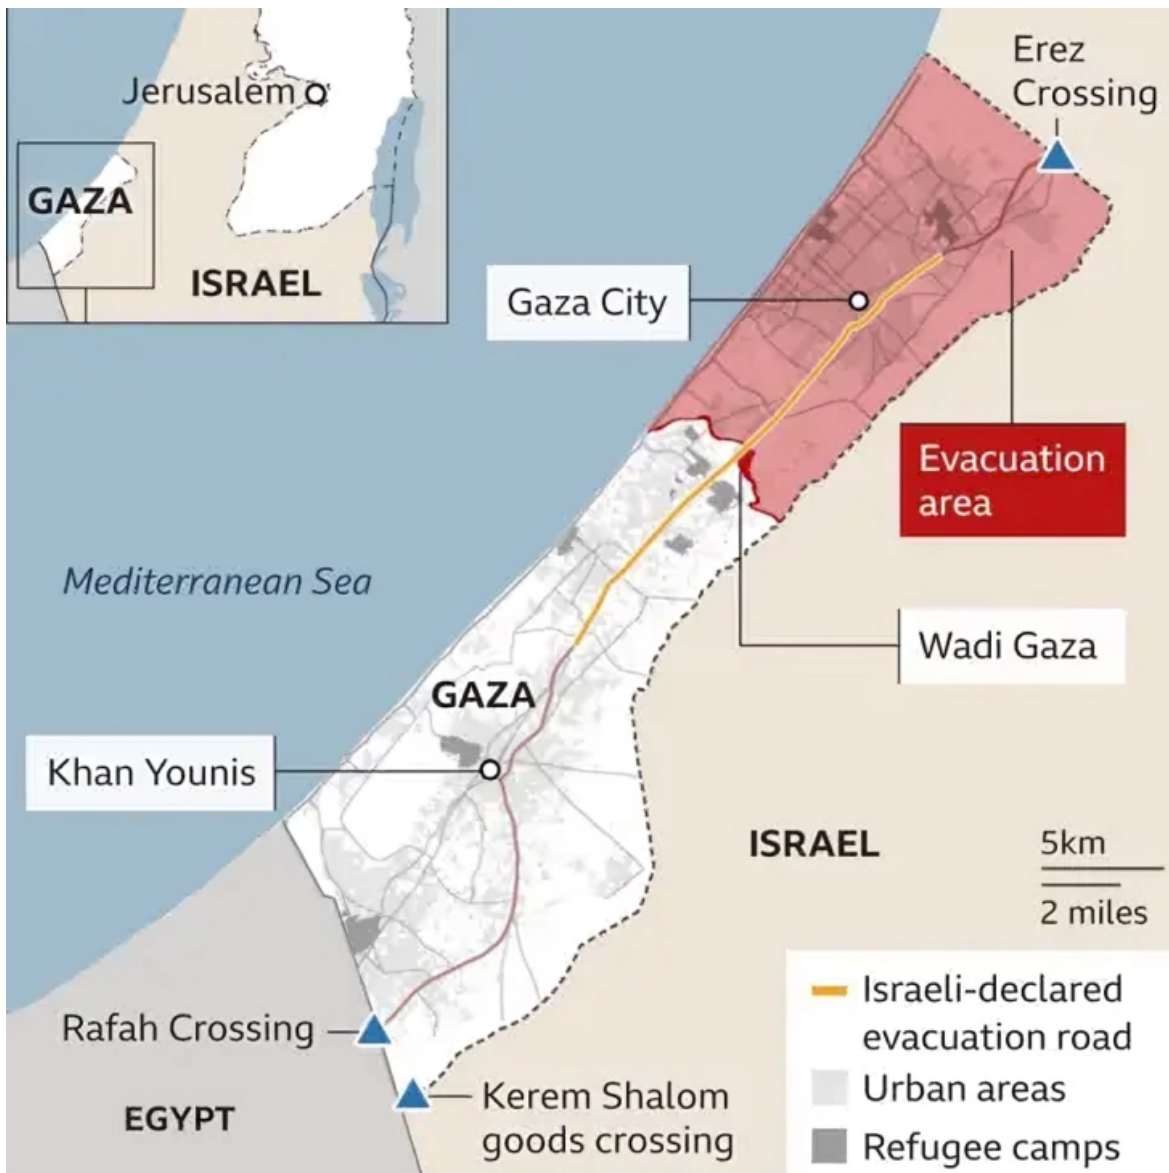 Jerusalem
GAZA
ISRAEL
Erez
Crossing
Gaza City
Evacuation
area
Mediterranean Sea
Wadi Gaza
GAZA
Khan Younis
ISRAEL
5km
2 miles
Rafah Crossing
EGYPT
Kerem Shalom
goods crossing
Israeli-declared
evacuation road
Urban areas
Refugee camps